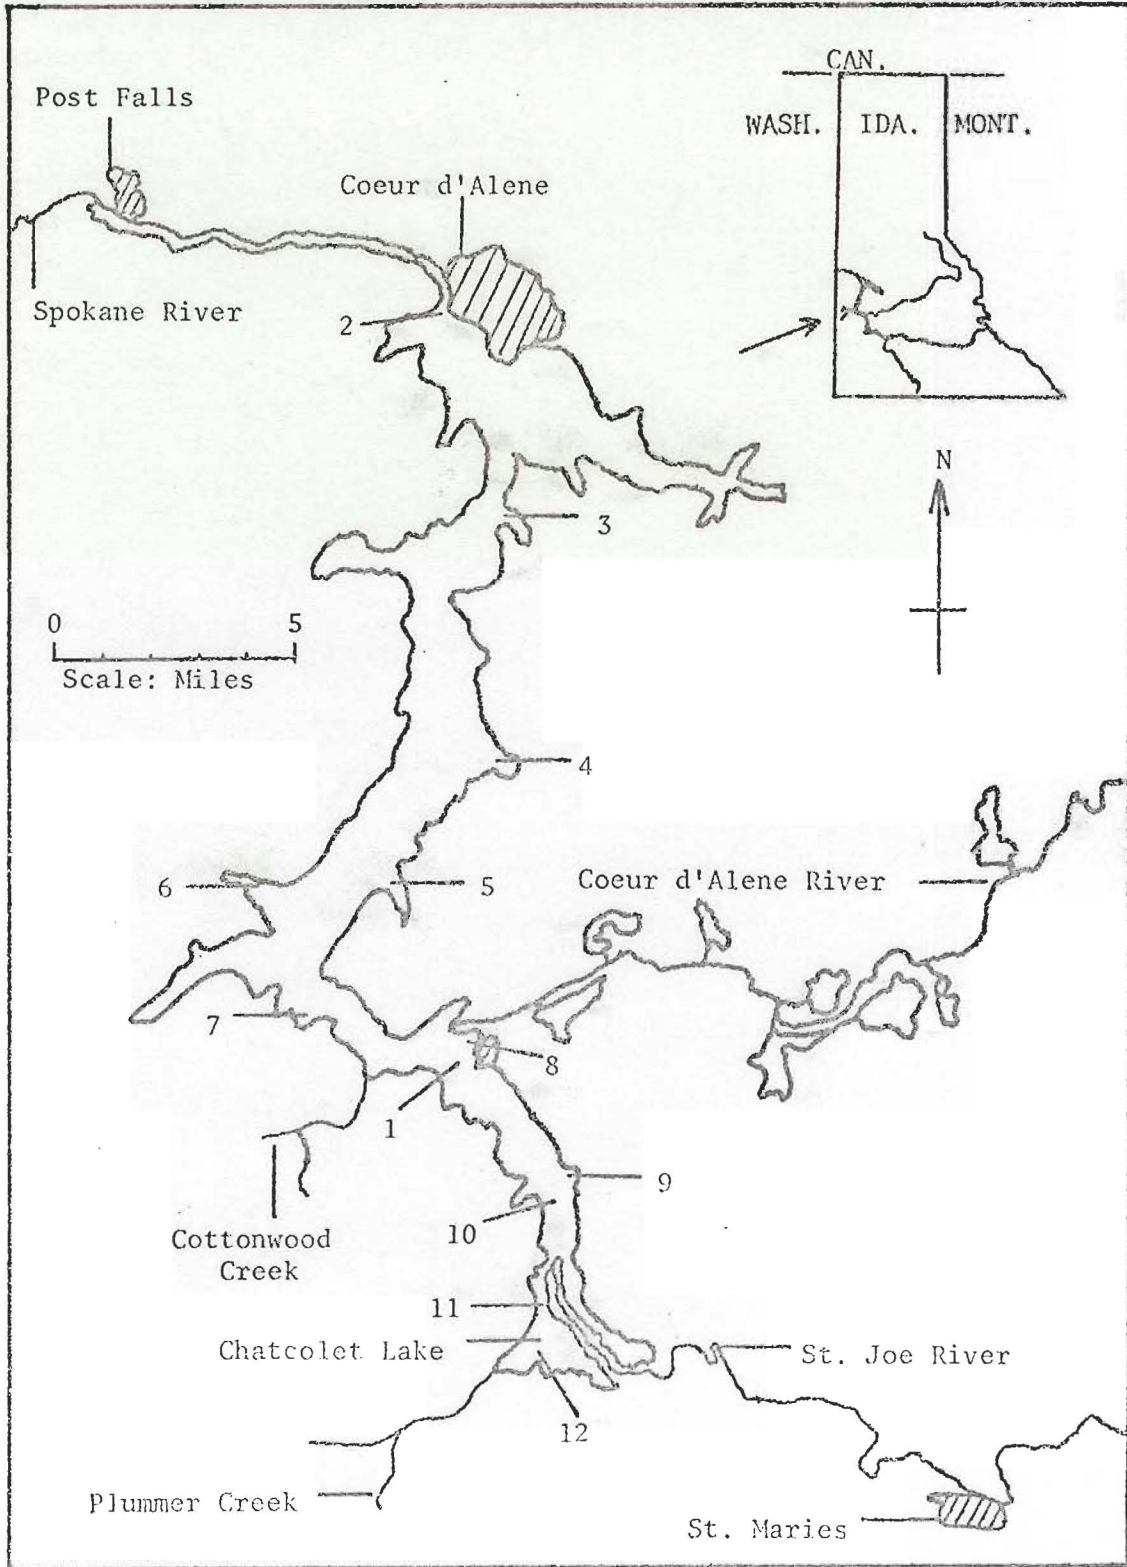 CAN.
WASH. IDA. MONT.
Post Falls
Coeur d'Alene
Spokane River
2
N
3
0 5
Scale: Miles
4
6
5
Coeur d'Alene River
7
8
1
9
10
Cottonwood
Creek
11
Chatcolet Lake
St. Joe River
12
Plummer Creek
St. Maries